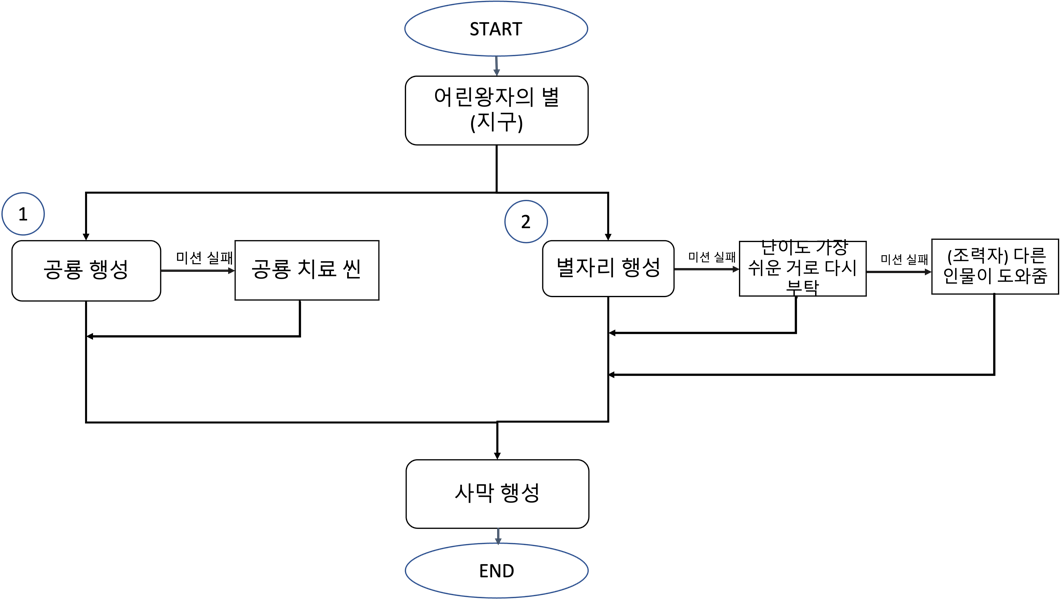 START
어린왕자의 별
(지구)
1
2
공룡 행성
미션 실패
공룡 치료 씬
별자리 행성
미션 실패
난이도 가장
쉬운 거로 다시
부탁
미션 실패
(조력자) 다른
인물이 도와줌
사막 행성
END